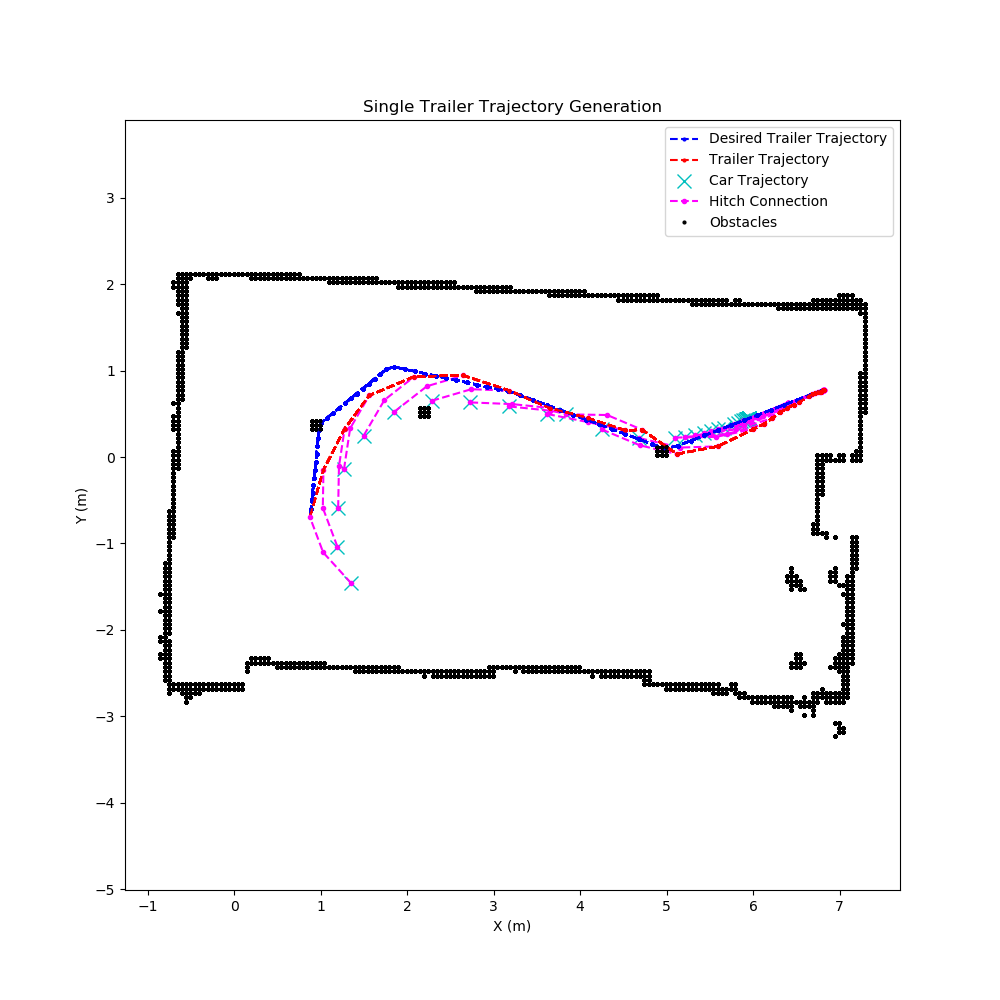 Single Trailer Trajectory Generation
Desired Trailer Trajectory
Trailer Trajectory
Car Trajectory
Hitch Connection
Obstacles
Y (m)
3
2
1
0
−1
−2
−3
−4
−5
−1 0 1 2 3 4 5 6 7
X (m)